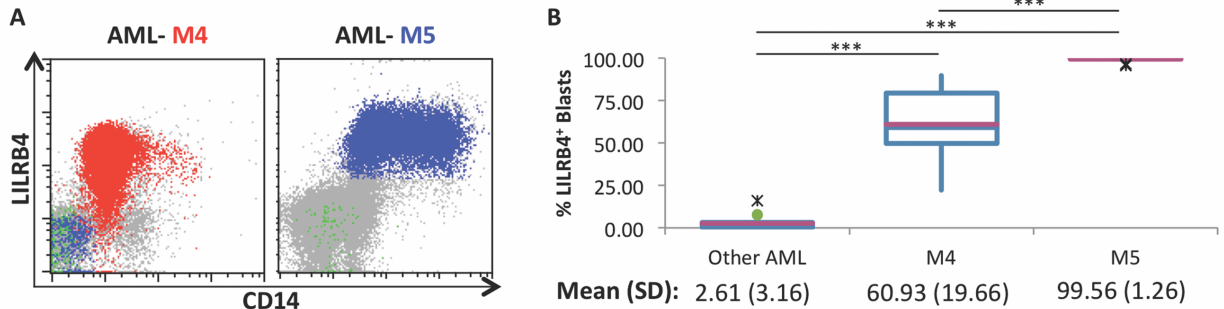 A
AML- M4
AML- M5
LILRB4
CD14
B
***
***
***
% LILRB4⁺ Blasts
100.00
75.00
50.00
25.00
0.00
Other AML
M4
M5
Mean (SD): 2.61 (3.16) 60.93 (19.66) 99.56 (1.26)